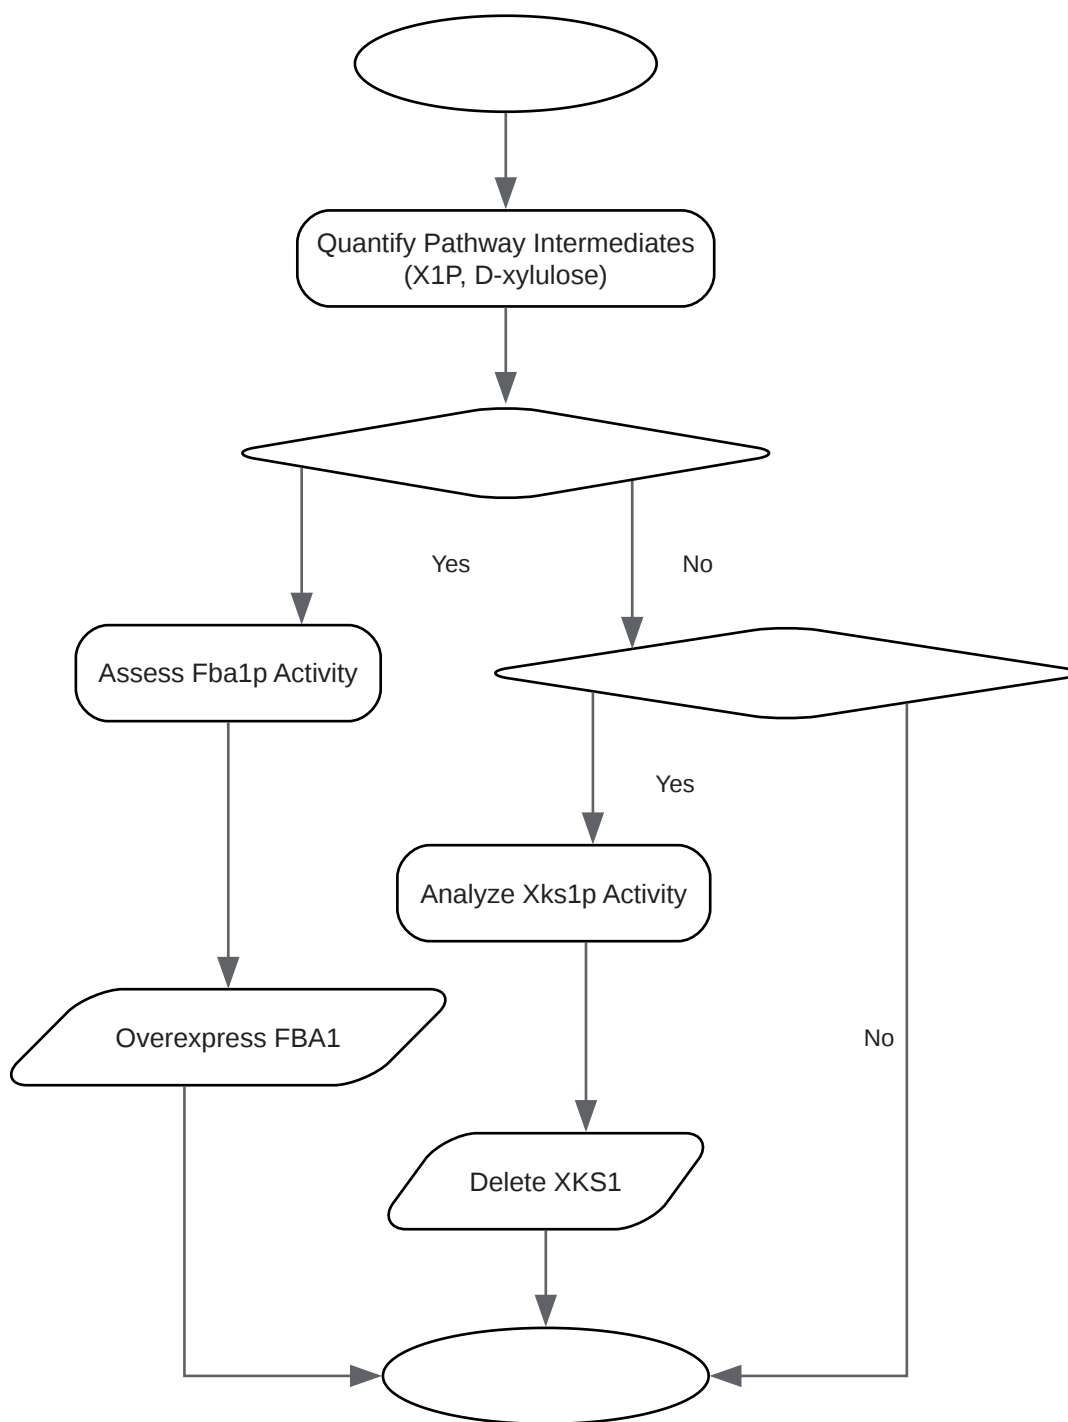 Quantify Pathway Intermediates
(X1P, D-xylulose)
Yes
No
Assess Fba1p Activity
Yes
Analyze Xks1p Activity
Overexpress FBA1
No
Delete XKS1